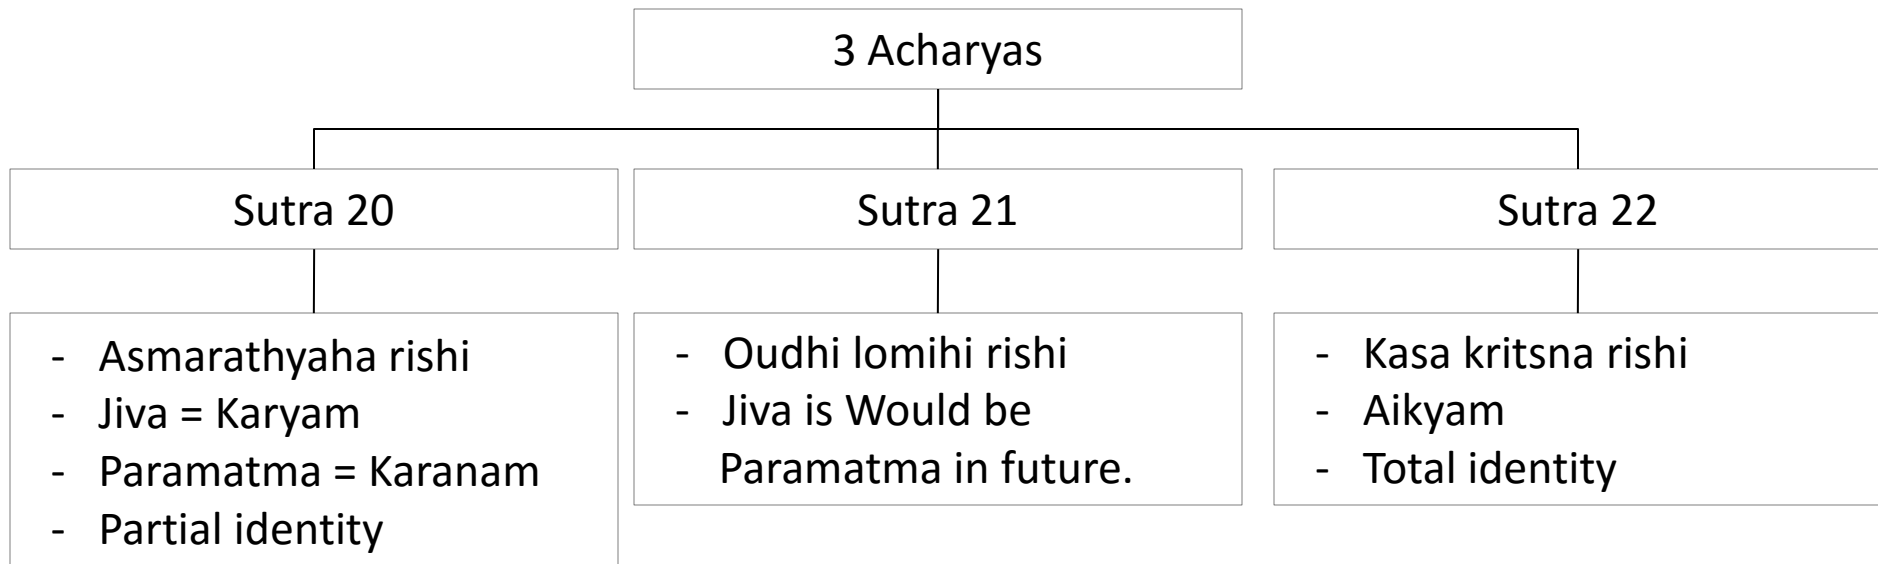 3 Acharyas
Sutra 20
Sutra 21
Sutra 22
- Asmarathyaha rishi
- Jiva = Karyam
- Paramatma = Karanam
- Partial identity
- Oudhi lomihi rishi
- Jiva is Would be
Paramatma in future.
- Kasa kritsna rishi
- Aikyam
- Total identity